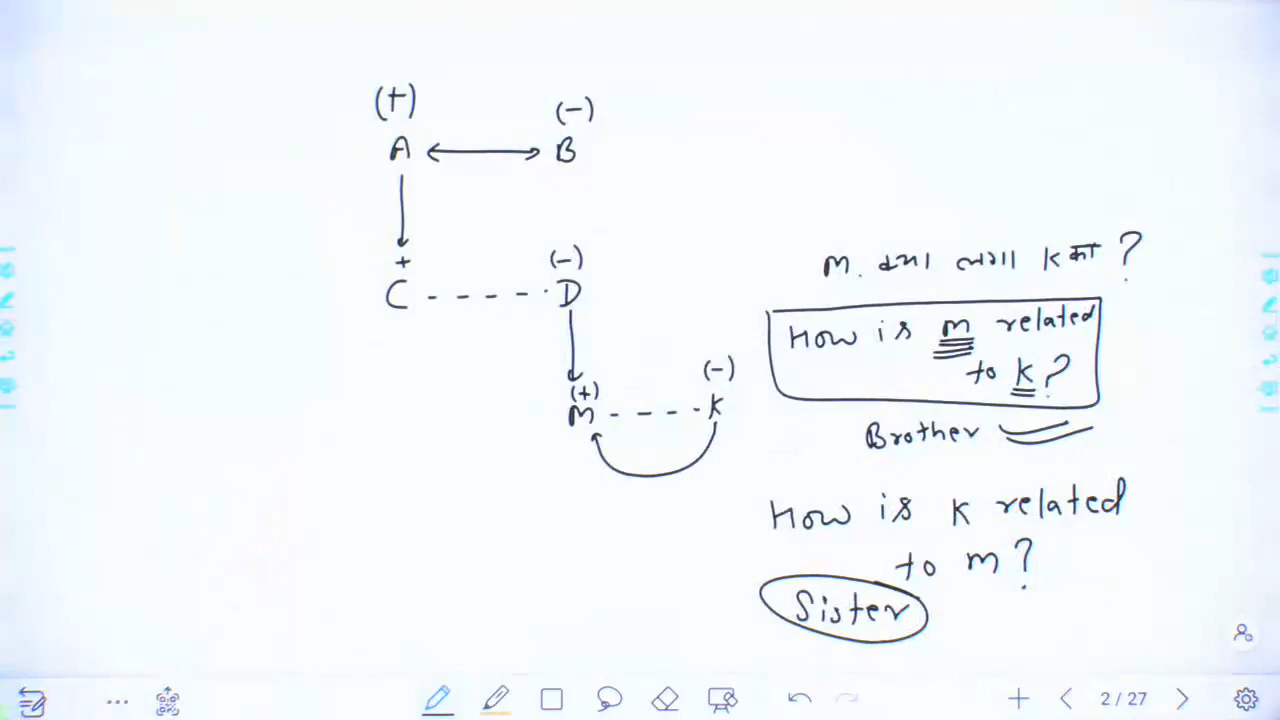 (+) (-)
A B
+ (-)
C - - - - - D
(+) (-)
M - - - - K
M. क्या लगा K का ?
How is m related
to k ?
Brother
How is k related
to m ?
Sister
2 / 27